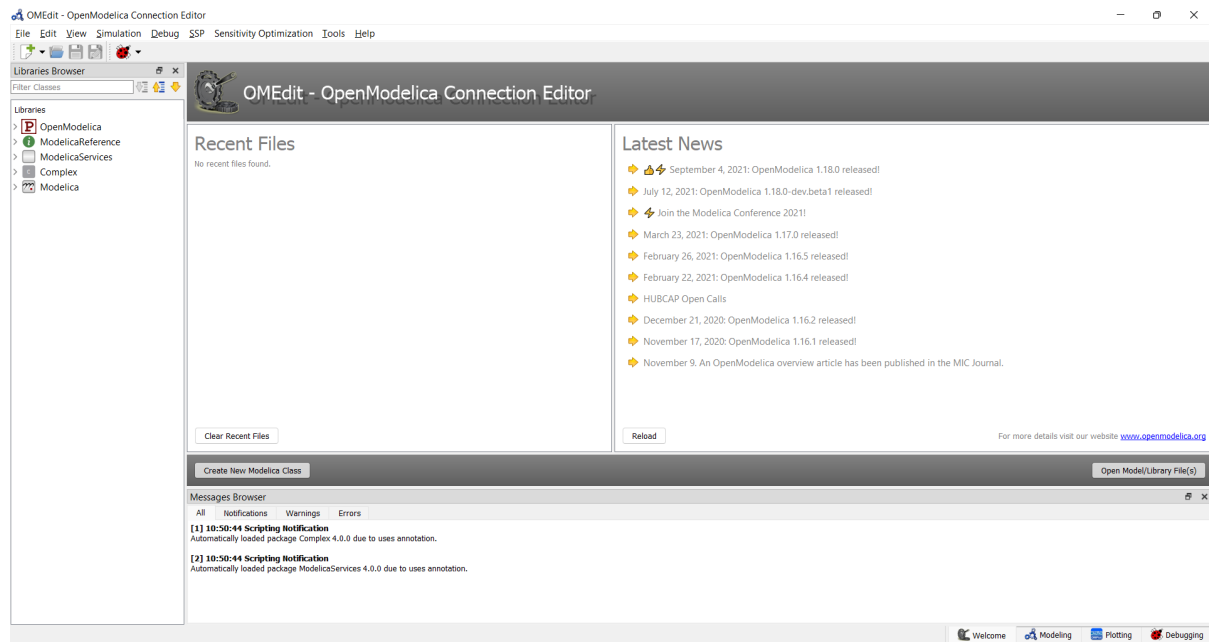 OMEdit - OpenModelica Connection Editor
File Edit View Simulation Debug SSP Sensitivity Optimization Tools Help
Libraries Browser
Filter Classes
Libraries
P OpenModelica
i ModelicaReference
ModelicaServices
C Complex
Modelica
OMEdit - OpenModelica Connection Editor
Recent Files
No recent files found.
Clear Recent Files
Latest News
September 4, 2021: OpenModelica 1.18.0 released!
July 12, 2021: OpenModelica 1.18.0-dev.beta1 released!
Join the Modelica Conference 2021!
March 23, 2021: OpenModelica 1.17.0 released!
February 26, 2021: OpenModelica 1.16.5 released!
February 22, 2021: OpenModelica 1.16.4 released!
HUBCAP Open Calls
December 21, 2020: OpenModelica 1.16.2 released!
November 17, 2020: OpenModelica 1.16.1 released!
November 9. An OpenModelica overview article has been published in the MIC Journal.
Reload
For more details visit our website www.openmodelica.org
Create New Modelica Class
Open Model/Library File(s)
Messages Browser
All Notifications Warnings Errors
[1] 10:50:44 Scripting Notification
Automatically loaded package Complex 4.0.0 due to uses annotation.
[2] 10:50:44 Scripting Notification
Automatically loaded package ModelicaServices 4.0.0 due to uses annotation.
Welcome Modeling Plotting Debugging